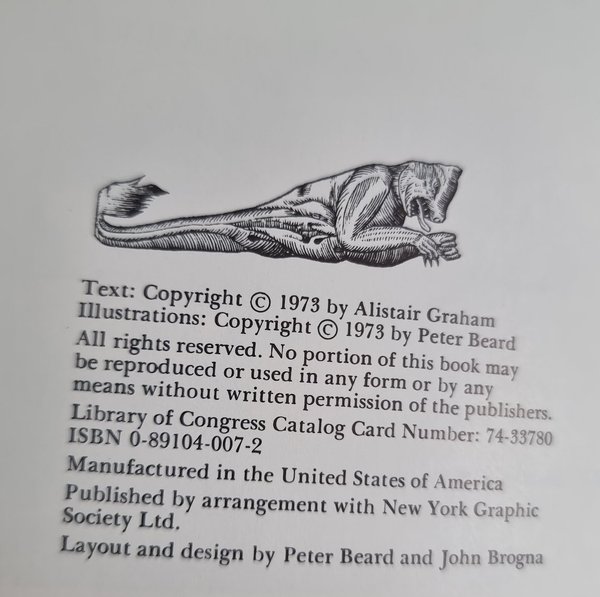 Text: Copyright © 1973 by Alistair Graham
Illustrations: Copyright © 1973 by Peter Beard
All rights reserved. No portion of this book may
be reproduced or used in any form or by any
means without written permission of the publishers.
Library of Congress Catalog Card Number: 74-33780
ISBN 0-89104-007-2
Manufactured in the United States of America
Published by arrangement with New York Graphic
Society Ltd.
Layout and design by Peter Beard and John Brogna